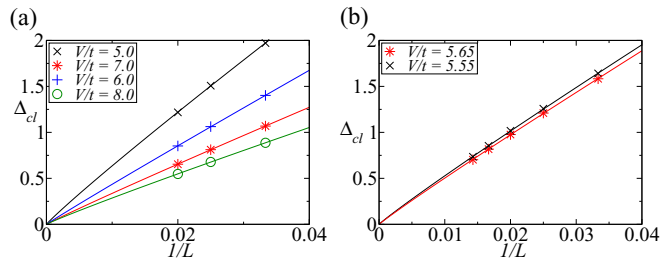 (a)
V/t = 5.0
V/t = 7.0
V/t = 6.0
V/t = 8.0
2
1.5
Δcl
1
0.5
0
0
0.02
0.04
1/L
(b)
V/t = 5.65
V/t = 5.55
2
1.5
Δcl
1
0.5
0
0
0.01
0.02
0.03
0.04
1/L